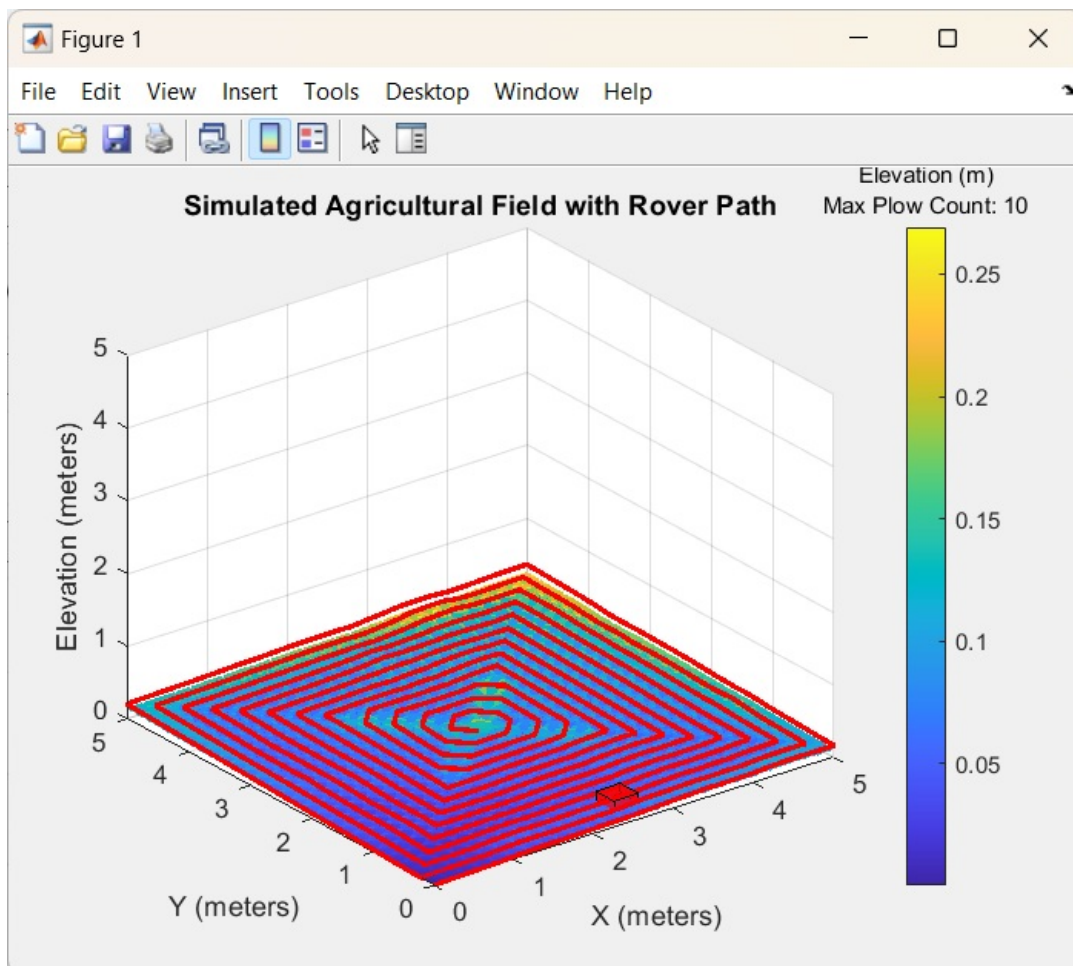 Figure 1
File Edit View Insert Tools Desktop Window Help
Elevation (m)
Simulated Agricultural Field with Rover Path
Max Plow Count: 10
0.25
0.2
0.15
0.1
0.05
Elevation (meters)
5
4
3
2
1
0
5
4
3
2
1
0
Y (meters)
0
1
2
3
4
5
X (meters)